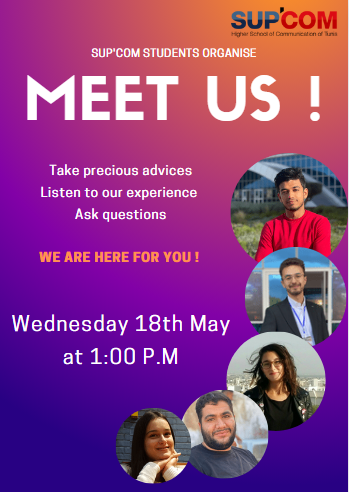 SUP'COM
Higher School of Communication of Tunis
SUP'COM STUDENTS ORGANISE
MEET US !
Take precious advices
Listen to our experience
Ask questions
WE ARE HERE FOR YOU !
Wednesday 18th May
at 1:00 P.M